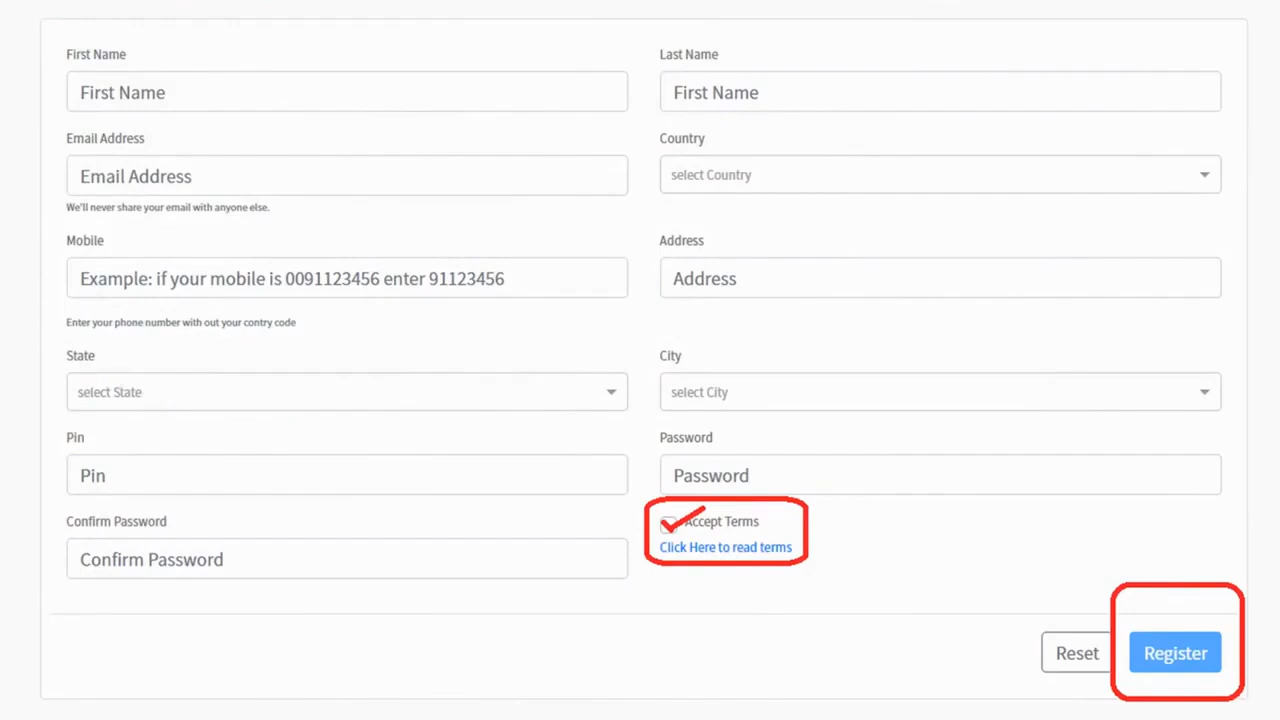 First Name
Last Name
First Name
First Name
Email Address
Country
Email Address
select Country
We'll never share your email with anyone else.
Mobile
Address
Example: if your mobile is 0091123456 enter 91123456
Address
Enter your phone number with out your contry code
State
City
select State
select City
Pin
Password
Pin
Password
Confirm Password
Accept Terms
Click Here to read terms
Confirm Password
Reset
Register